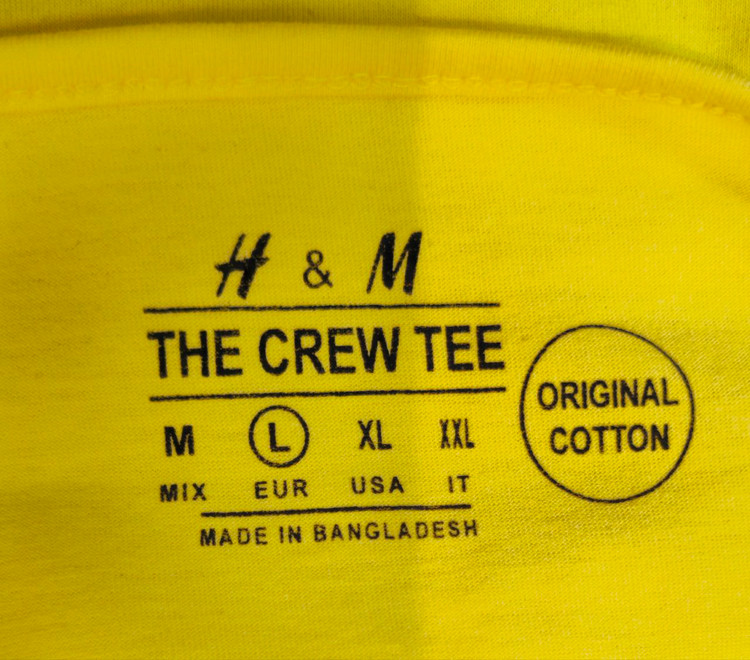 H & M
THE CREW TEE
M L XL XXL
MIX EUR USA IT
MADE IN BANGLADESH
ORIGINAL
COTTON